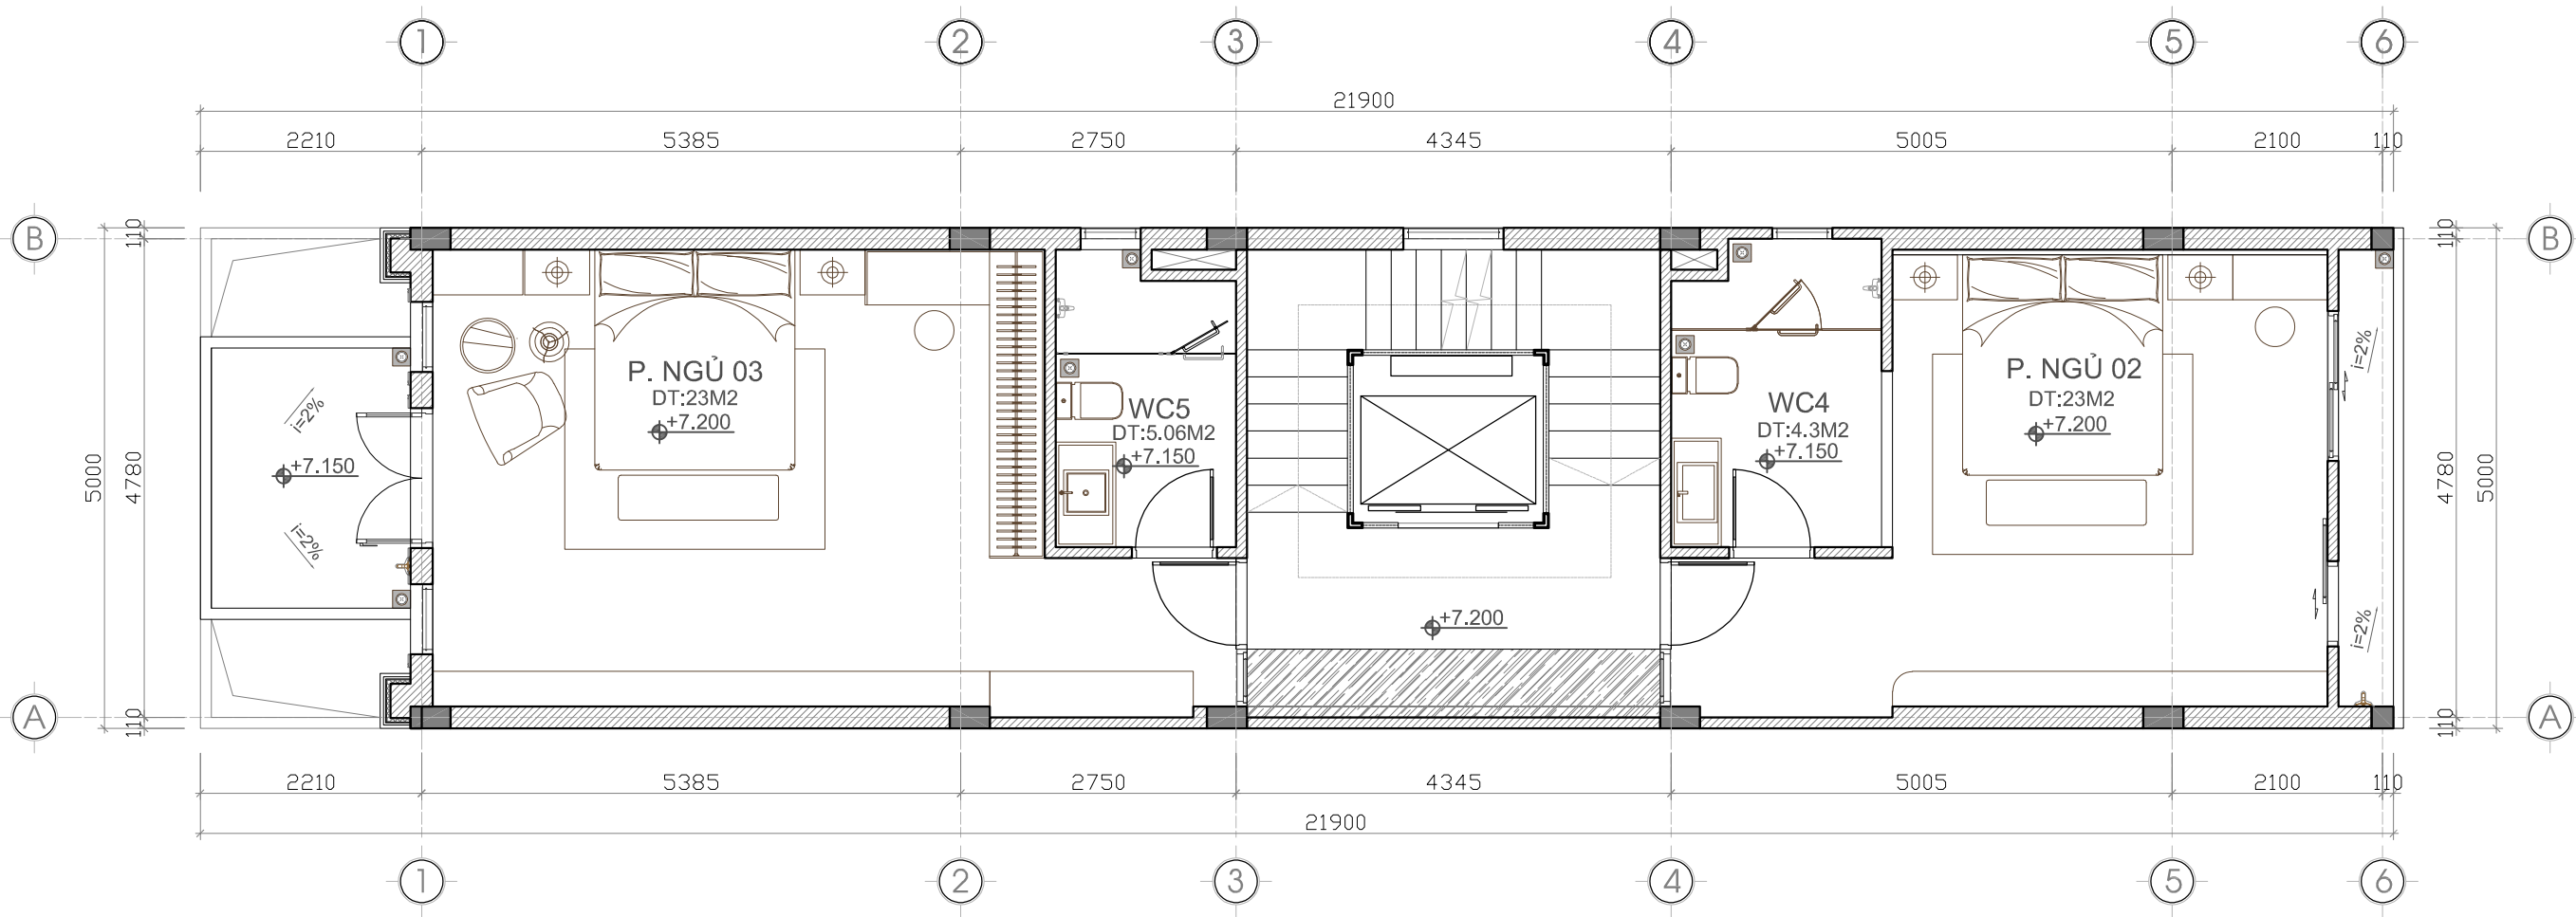 1 2 3 4 5 6
21900
2210 5385 2750 4345 5005 2100 110
B B
110 110
110 110
P. NGỦ 03
DT:23M2
+7.200
P. NGỦ 02
DT:23M2
+7.200
WC5
DT:5.06M2
+7.150
WC4
DT:4.3M2
+7.150
i=2%
+7.150
i=2%
i=2%
i=2%
5000 4780 4780 5000
+7.200
A A
2210 5385 2750 4345 5005 2100 110
21900
1 2 3 4 5 6